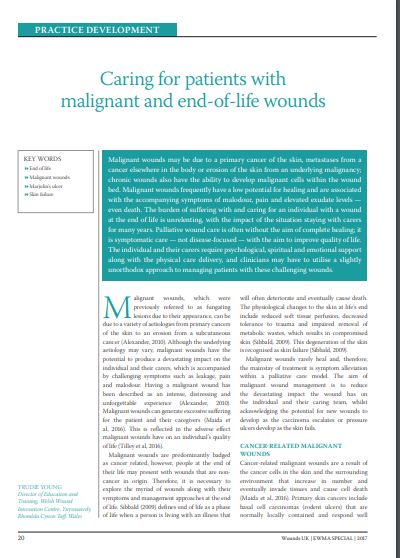 PRACTICE DEVELOPMENT
Caring for patients with
malignant and end-of-life wounds
KEY WORDS
End of life
Malignant wounds
Marjolin's ulcer
Skin failure
Malignant wounds may be due to a primary cancer of the skin, metastases from a
cancer elsewhere in the body or erosion of the skin from an underlying malignancy;
chronic wounds also have the ability to develop malignant cells within the wound
bed. Malignant wounds frequently have a low potential for healing and are associated
with the accompanying symptoms of malodour, pain and elevated exudate levels —
even death. The burden of suffering with and caring for an individual with a wound
at the end of life is unrelenting, with the impact of the situation staying with carers
for many years. Palliative wound care is often without the aim of complete healing; it
is symptomatic care — not disease-focused — with the aim to improve quality of life.
The individual and their carers require psychological, spiritual and emotional support
along with the physical care delivery, and clinicians may have to utilise a slightly
unorthodox approach to managing patients with these challenging wounds.
Malignant wounds, which were
previously referred to as fungating
lesions due to their appearance, can be
due to a variety of aetiologies from primary cancers
of the skin to an erosion from a subcutaneous
cancer (Alexander, 2010). Although the underlying
aetiology may vary, malignant wounds have the
potential to produce a devastating impact on the
individual and their carers, which is accompanied
by challenging symptoms such as leakage, pain
and malodour. Having a malignant wound has
been described as an intense, distressing and
unforgettable experience (Alexander, 2010).
Malignant wounds can generate excessive suffering
for the patient and their caregivers (Maida et
al, 2016). This is reflected in the adverse effect
malignant wounds have on an individual's quality
of life (Tilley et al, 2016).
Malignant wounds are predominantly badged
as cancer related, however, people at the end of
their life may present with wounds that are non-
cancer in origin. Therefore, it is necessary to
explore the myriad of wounds along with their
symptoms and management approaches at the end
of life. Sibbald (2009) defines end of life as a phase
of life when a person is living with an illness that
will often deteriorate and eventually cause death.
The physiological changes to the skin at life's end
include reduced soft tissue perfusion, decreased
tolerance to trauma and impaired removal of
metabolic wastes, which results in compromised
skin (Sibbald, 2009). This degeneration of the skin
is recognised as skin failure (Sibbald, 2009).
Malignant wounds rarely heal and, therefore,
the mainstay of treatment is symptom alleviation
within a palliative care model. The aim of
malignant wound management is to reduce
the devastating impact the wound has on
the individual and their caring team, whilst
acknowledging the potential for new wounds to
develop as the carcinoma escalates or pressure
ulcers develop as the skin fails.
CANCER-RELATED MALIGNANT
WOUNDS
Cancer-related malignant wounds are a result of
the cancer cells in the skin and the surrounding
environment that increase in number and
eventually invade tissues and cause cell death
(Maida et al, 2016). Primary skin cancers include
basal cell carcinomas (rodent ulcers) that are
normally locally contained and respond well
TRUDIE YOUNG
Director of Education and
Training, Welsh Wound
Innovation Centre, Ynysmaerdy,
Rhondda Cynon Taff, Wales
20
Wounds UK | EWMA SPECIAL | 2017